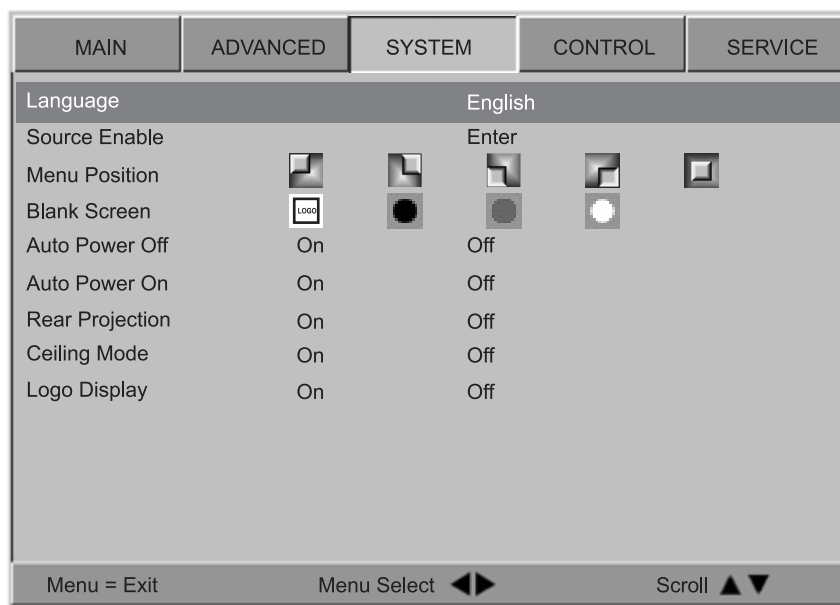 MAIN ADVANCED SYSTEM CONTROL SERVICE
Language English
Source Enable Enter
Menu Position
Blank Screen LOGO
Auto Power Off On Off
Auto Power On On Off
Rear Projection On Off
Ceiling Mode On Off
Logo Display On Off
Menu = Exit Menu Select Scroll